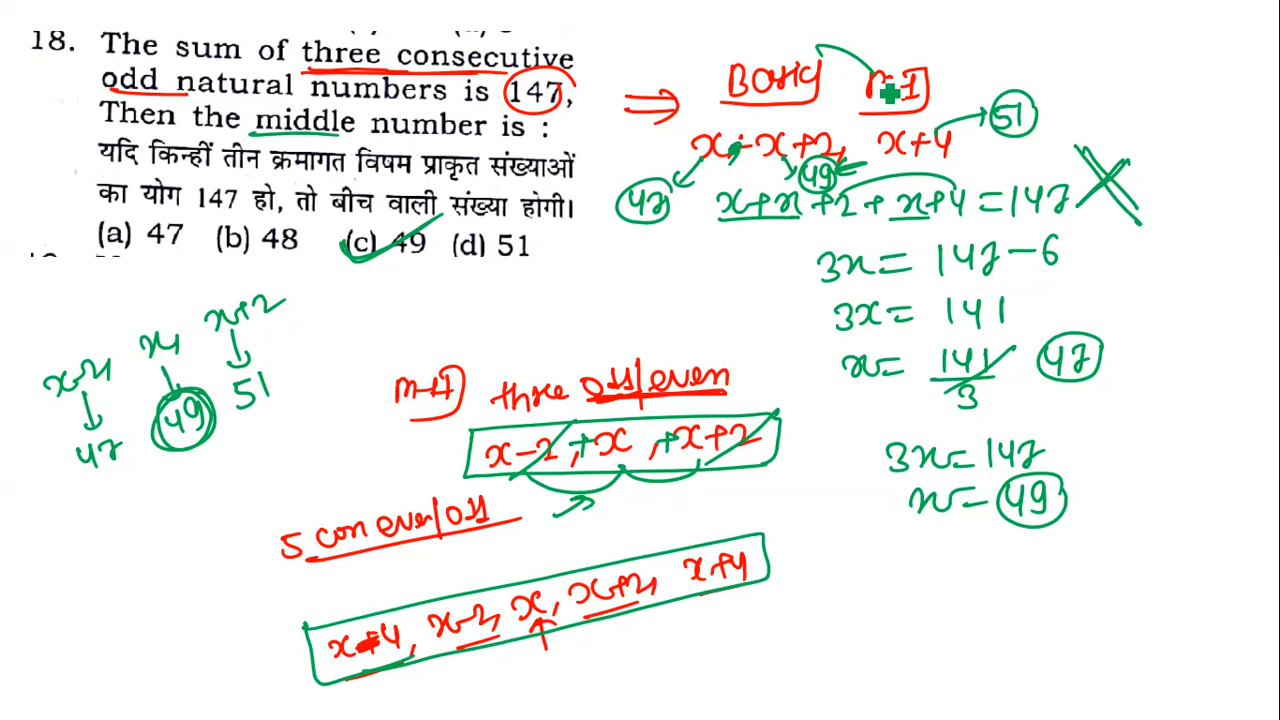 18. The sum of three consecutive
odd natural numbers is 147,
Then the middle number is :
यदि किन्हीं तीन क्रमागत विषम प्राकृत संख्याओं
का योग 147 हो, तो बीच वाली संख्या होगी।
(a) 47 (b) 48 (c) 49 (d) 51
x, x+2, x+4
47 49 51
x+x+2+x+4=147
3x= 147-6
3x= 141
x= 141/3 47
3x=147
x= 49
three odd/even
x-2, +x, +x+2
x-2 x x+2
47 49 51
5 con even/odd
x-4, x-2, x, x+2, x+4